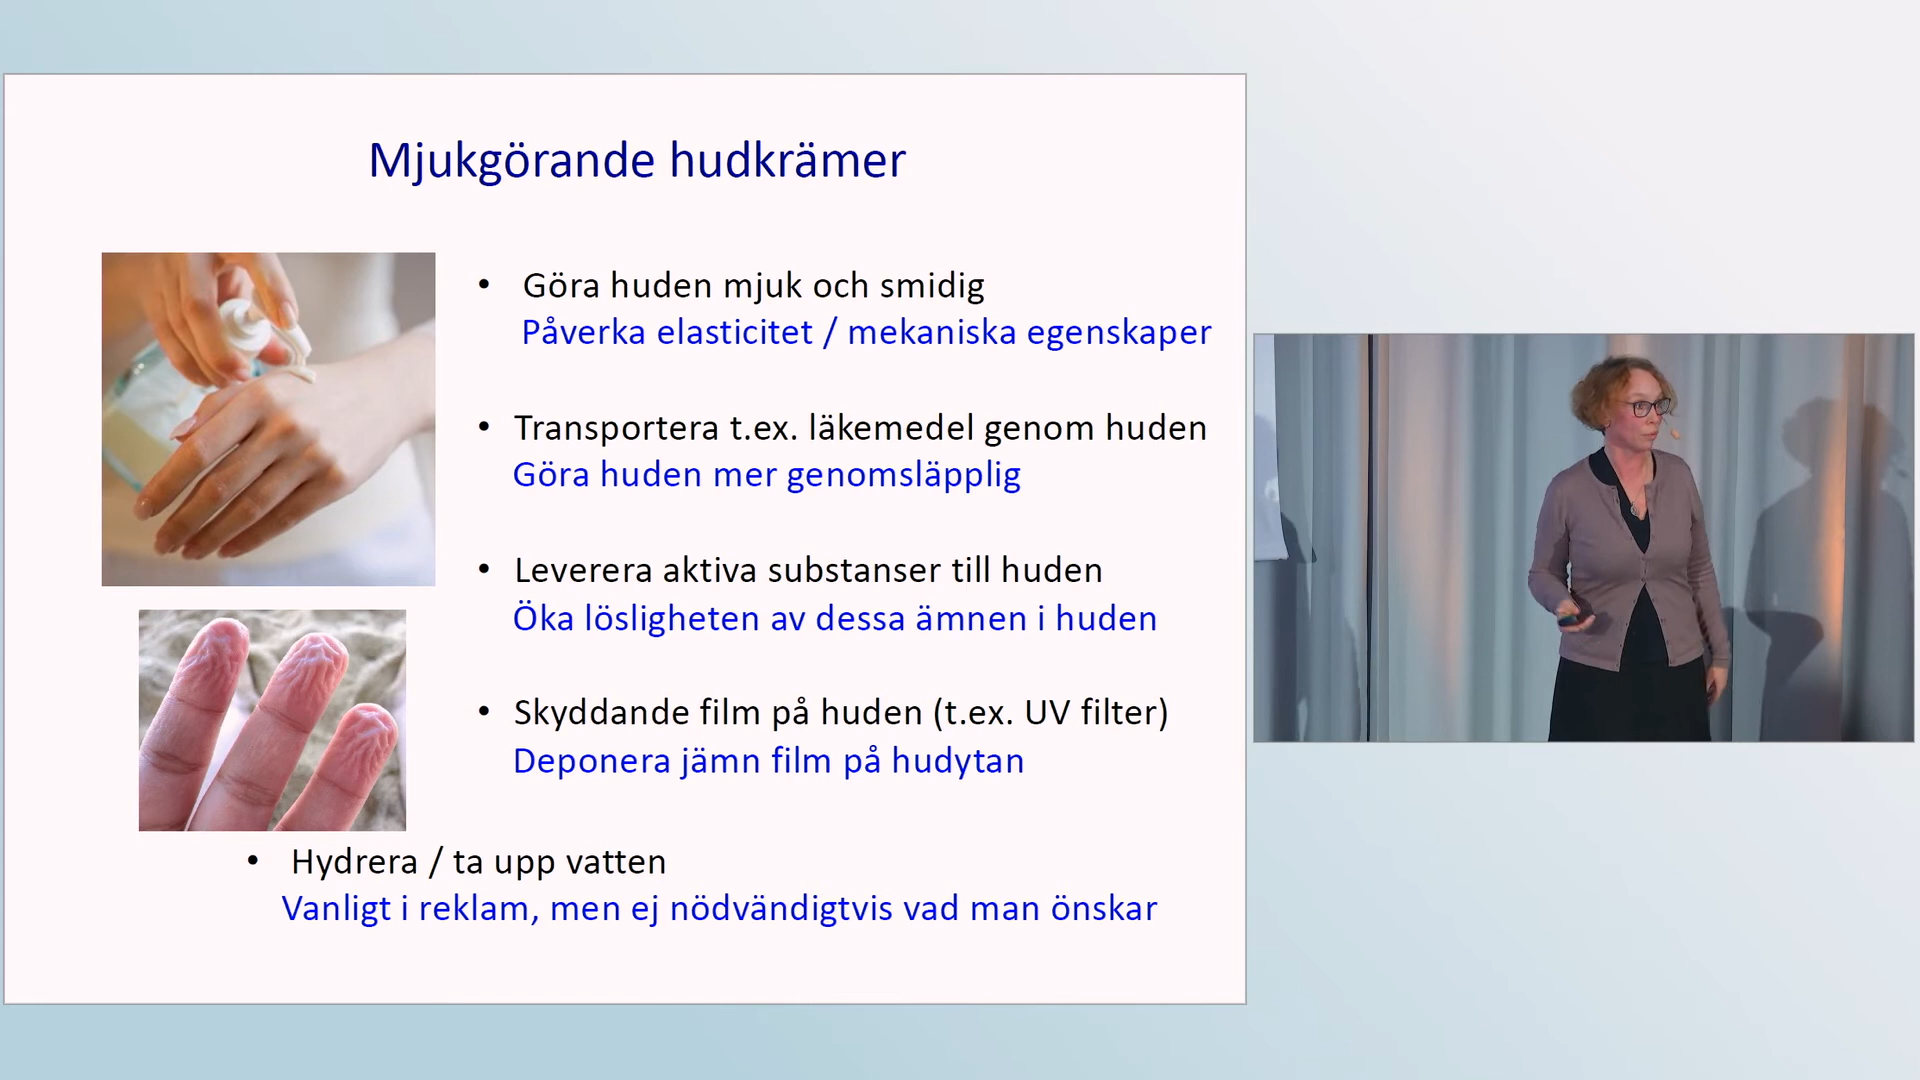 Mjukgörande hudkrämer
• Göra huden mjuk och smidig
Påverka elasticitet / mekaniska egenskaper
• Transportera t.ex. läkemedel genom huden
Göra huden mer genomsläpplig
• Leverera aktiva substanser till huden
Öka lösligheten av dessa ämnen i huden
• Skyddande film på huden (t.ex. UV filter)
Deponera jämn film på hudytan
• Hydrera / ta upp vatten
Vanligt i reklam, men ej nödvändigtvis vad man önskar